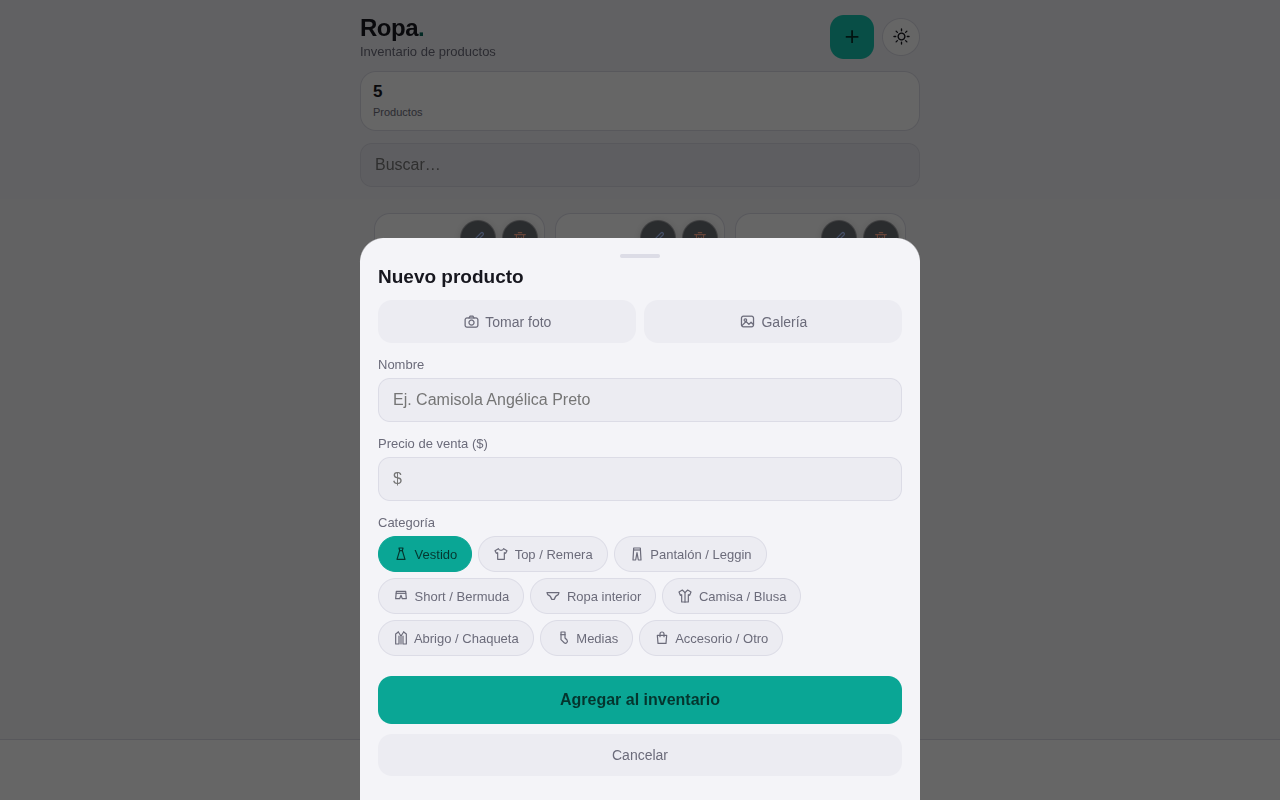 Ropa.
Inventario de productos
5
Productos
Buscar…
Nuevo producto
Tomar foto
Galería
Nombre
Ej. Camisola Angélica Preto
Precio de venta ($)
$
Categoría
Vestido
Top / Remera
Pantalón / Leggin
Short / Bermuda
Ropa interior
Camisa / Blusa
Abrigo / Chaqueta
Medias
Accesorio / Otro
Agregar al inventario
Cancelar